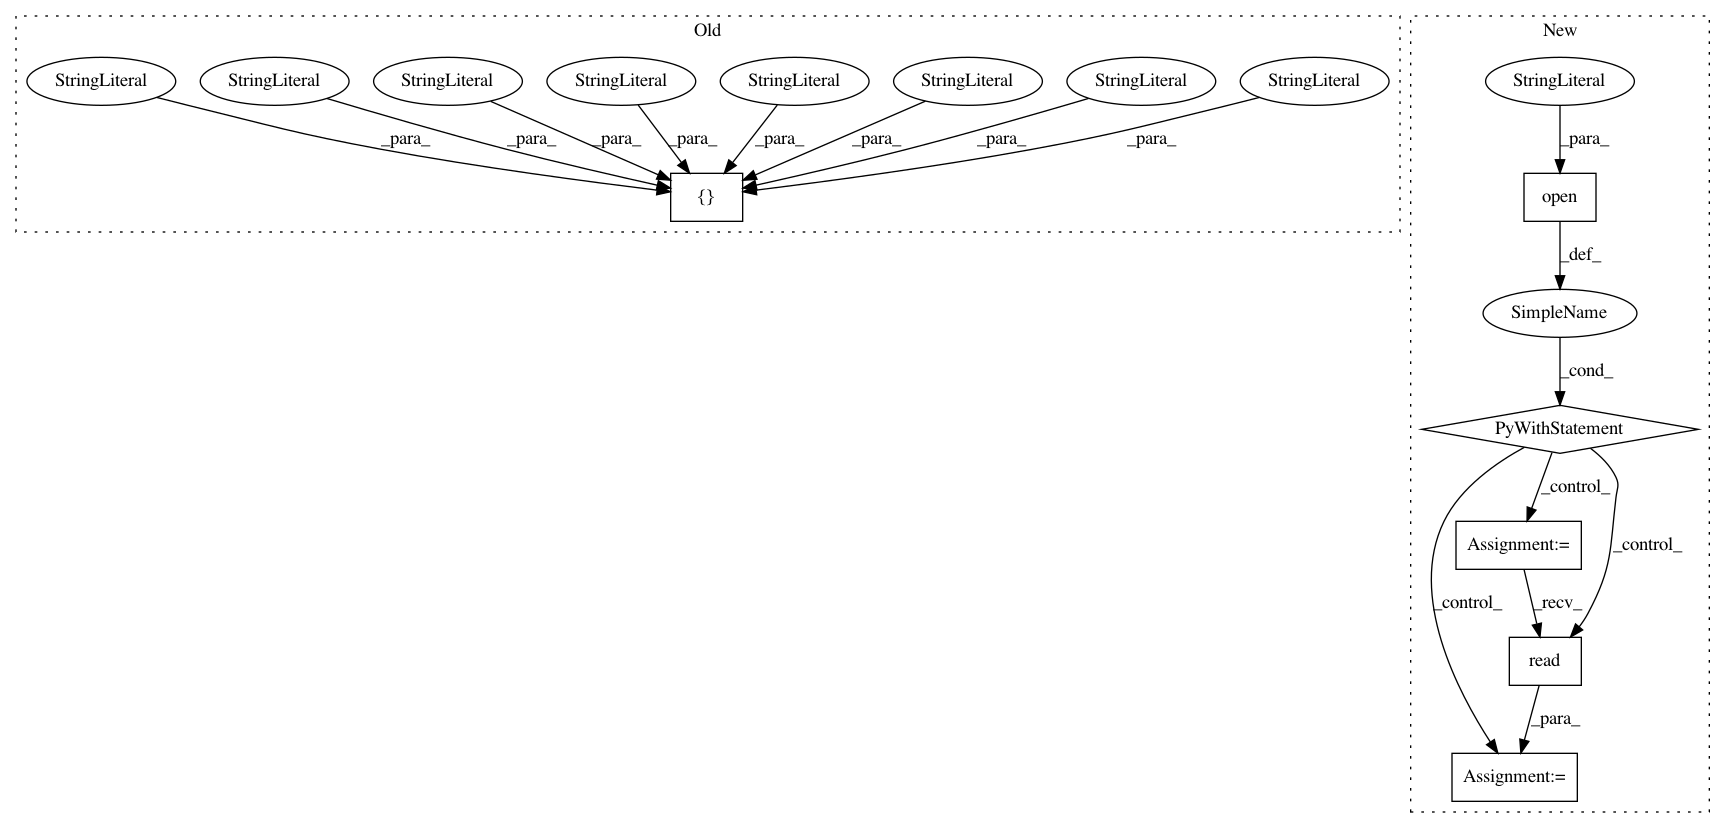 Old
New
StringLiteral StringLiteral StringLiteral StringLiteral StringLiteral StringLiteral StringLiteral StringLiteral
StringLiteral
_para_ _para_ _para_ _para_ _para_ _para_ _para_ _para_
_para_
{}
open
_def_
SimpleName
_cond_
PyWithStatement
_control_
Assignment:=
_control_
_control_
_recv_
read
_para_
Assignment:=